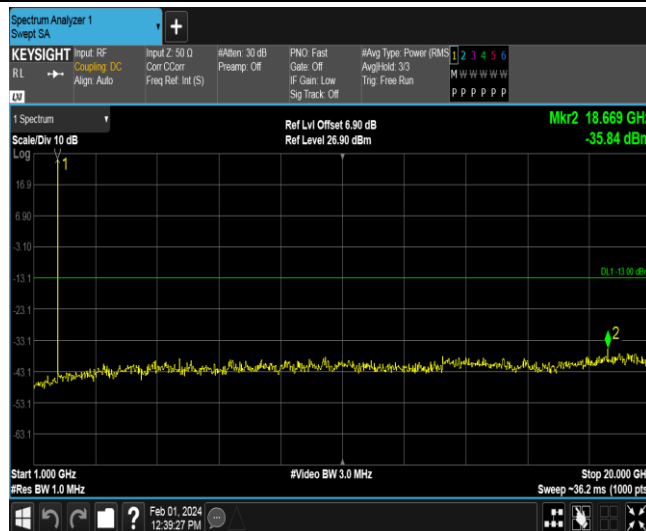 Spectrum Analyzer 1
Swept SA
+
KEYSIGHT
RL
Input: RF
Coupling: DC
Align: Auto
Input Z: 50 Ω
Corr CCorr
Freq Ref: Int (S)
#Atten: 30 dB
Preamp: Off
PNO: Fast
Gate: Off
IF Gain: Low
Sig Track: Off
#Avg Type: Power (RMS
Avg|Hold: 3/3
Trig: Free Run
1 2 3 4 5 6
M W W W W W
P P P P P P
1 Spectrum
Scale/Div 10 dB
Log
Ref Lvl Offset 6.90 dB
Ref Level 26.90 dBm
Mkr2 18.669 GHz
-35.84 dBm
1
16.9
6.90
-3.10
-13.1
DL1 -13.00 dBm
-23.1
-33.1
2
-43.1
-53.1
-63.1
Start 1.000 GHz
#Res BW 1.0 MHz
#Video BW 3.0 MHz
Stop 20.000 GH
Sweep ~36.2 ms (1000 pts
?
Feb 01, 2024
12:39:27 PM